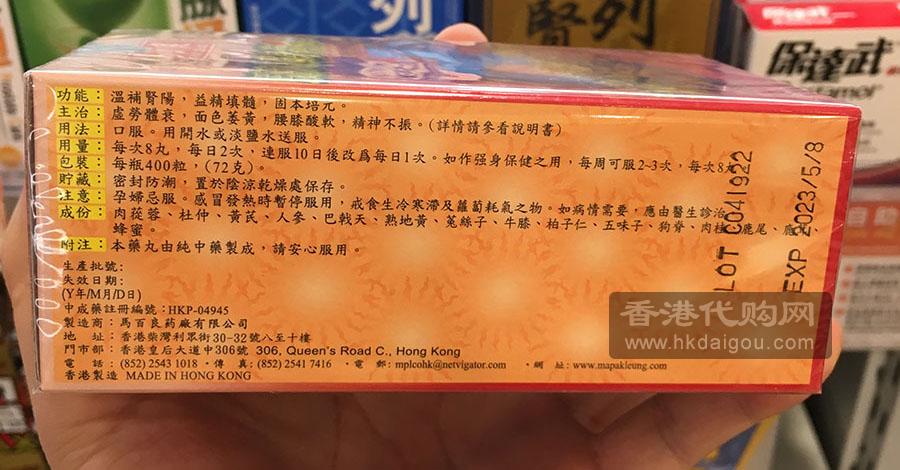 列
腎列
保達武
amer
功能：溫補腎陽，益精填髓，固本培元。
主治：虛勞體衰，面色萎黃，腰膝酸軟，精神不振。(詳情請參看說明書)
用法：口服。用開水或淡鹽水送服。
用量：每次8丸，每日2次，連服10日後改爲每日1次。如作强身保健之用，每周可服2-3次，每次8
包裝：每瓶400粒，(72克)。
貯藏：密封防潮，置於陰涼乾燥處保存。
注意：孕婦忌服。感冒發熱時暫停服用，戒食生冷寒滯及蘿蔔耗氣之物。如病情需要，應由醫生診治
成份：肉蓯蓉、杜仲、黃芪、人參、巴戟天、熟地黃、菟絲子、牛膝、柏子仁、五味子、狗脊、肉桂、鹿尾、
蜂蜜。
附注：本藥丸由純中藥製成，請安心服用。
生產批號：
失效日期：
(Y年/M月/D日)
中成藥註冊編號：HKP-04945
製造商：馬百良葯廠有限公司
地 址：香港柴灣利眾街30-32號八至十樓
門市部：香港皇后大道中306號 306, Queen's Road C., Hong Kong
電 話：(852) 2543 1018・傳 真：(852) 2541 7416 ・電 郵：mplcohk@netvigator.com ・網 址：www.mapakleung.com
香港製造 MADE IN HONG KONG
LOT C041922
EXP 2023/5/8
香港代购网
www.hkdaigou.com